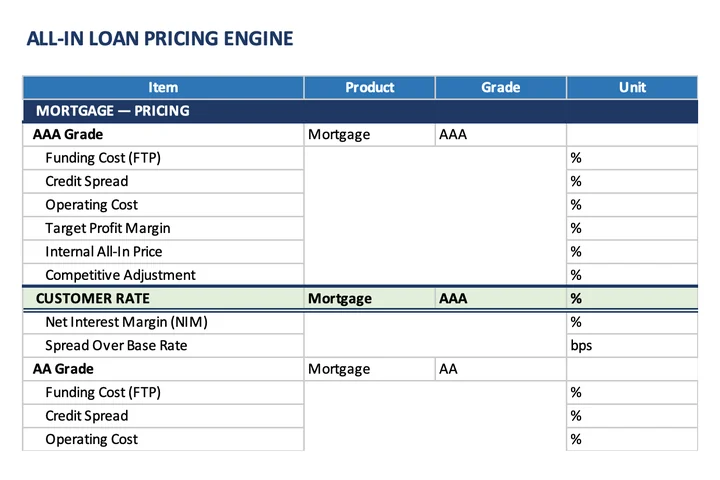 ALL-IN LOAN PRICING ENGINE
Item Product Grade Unit
MORTGAGE — PRICING
AAA Grade Mortgage AAA
Funding Cost (FTP) %
Credit Spread %
Operating Cost %
Target Profit Margin %
Internal All-In Price %
Competitive Adjustment %
CUSTOMER RATE Mortgage AAA %
Net Interest Margin (NIM) %
Spread Over Base Rate bps
AA Grade Mortgage AA
Funding Cost (FTP) %
Credit Spread %
Operating Cost %